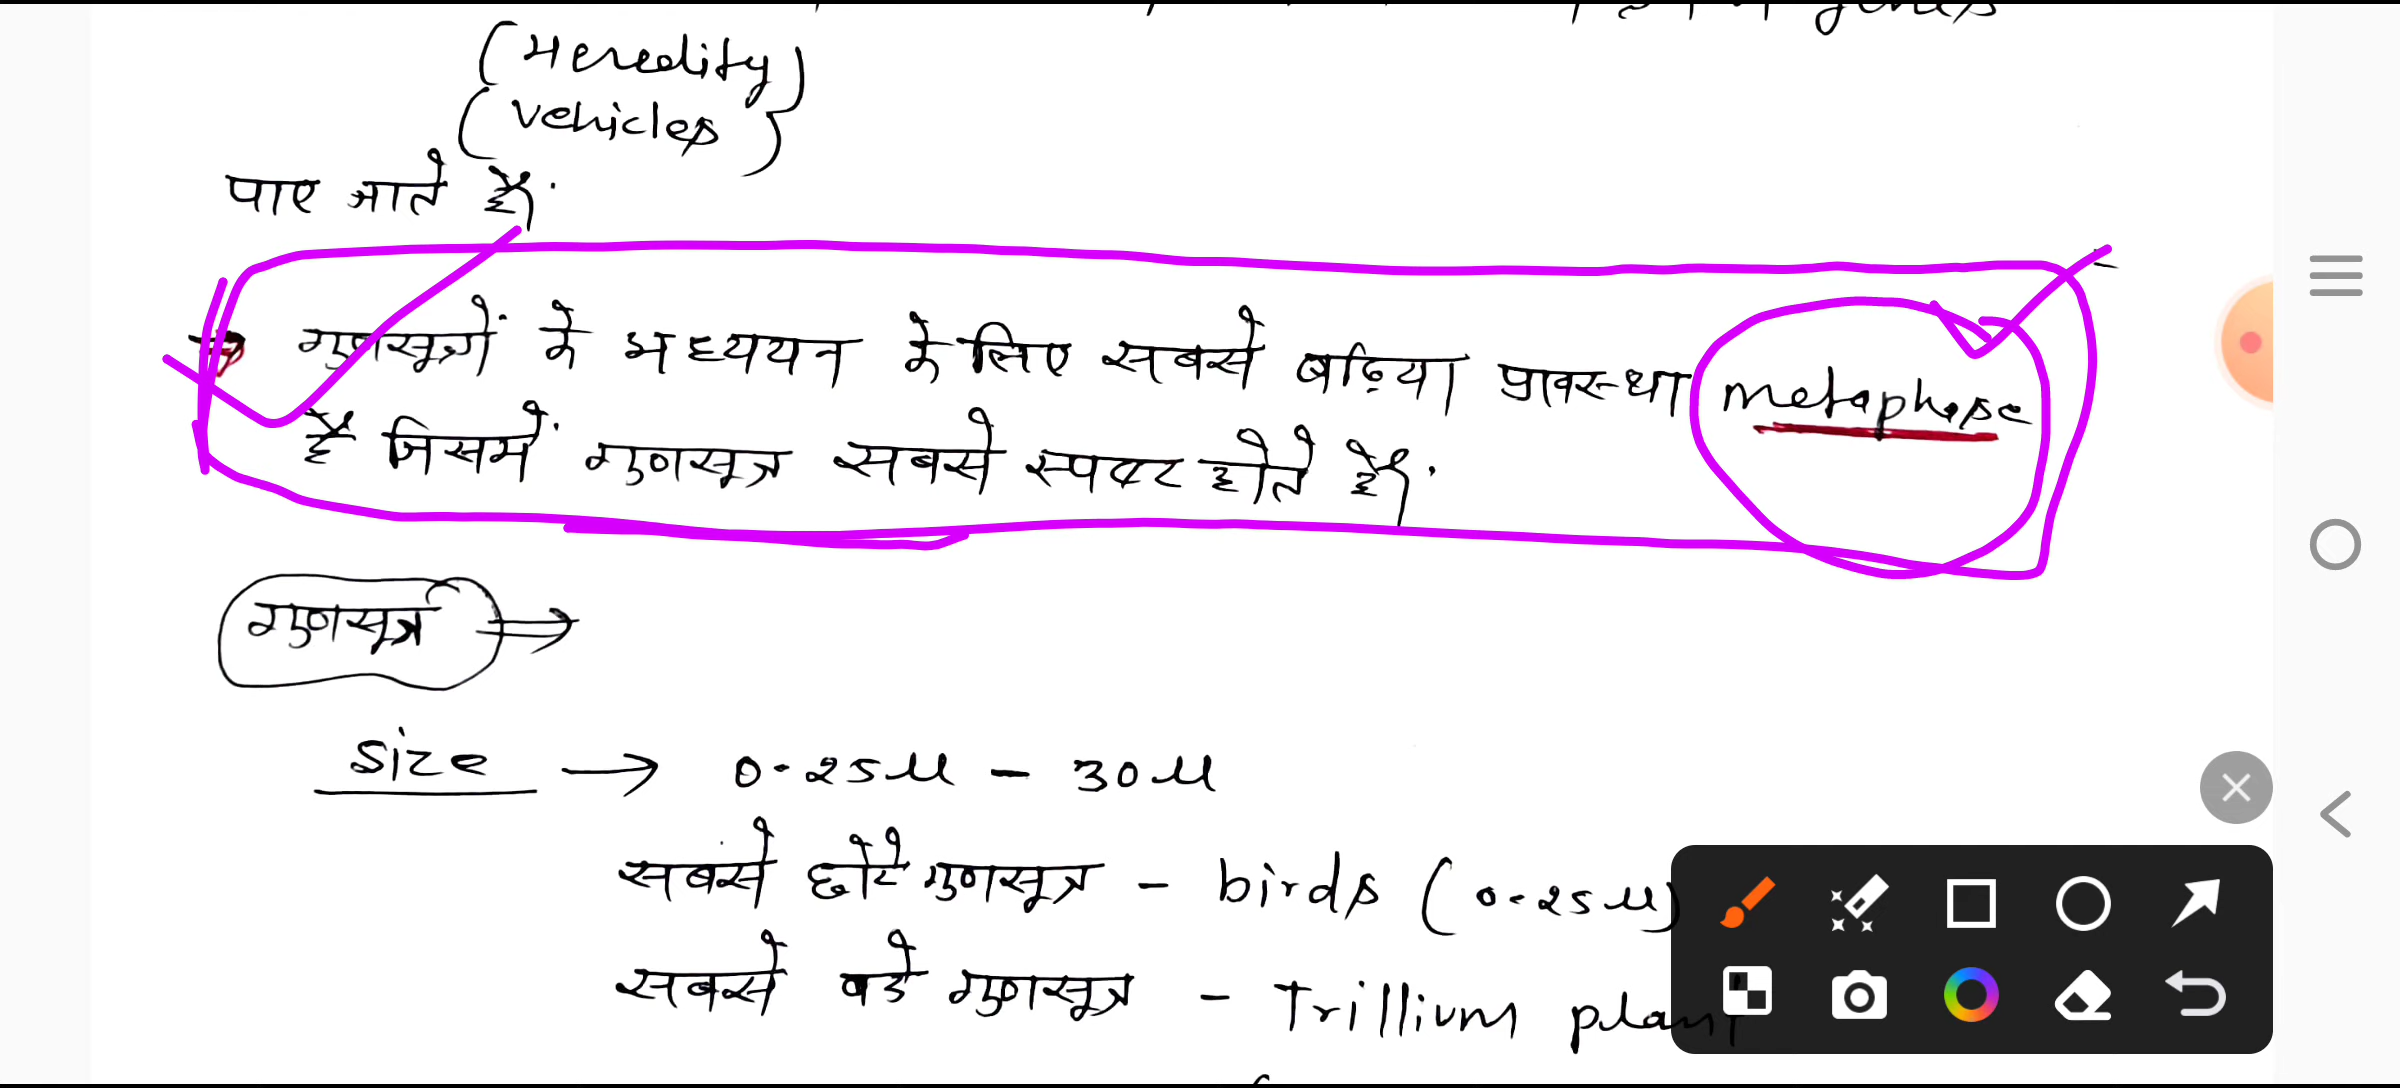 genes
(Heredity)
(vehicles)
पाए जाते हैं।
→ गुणसूत्रों के अध्ययन के लिए सबसे बढ़िया प्रावस्था metaphase
है जिसमें गुणसूत्र सबसे स्पष्ट होते हैं।
गुणसूत्र ⇒
Size → 0.25μ - 30μ
सबसे छोटे गुणसूत्र - birds (0.25μ)
सबसे बडे गुणसूत्र - Trillium plant